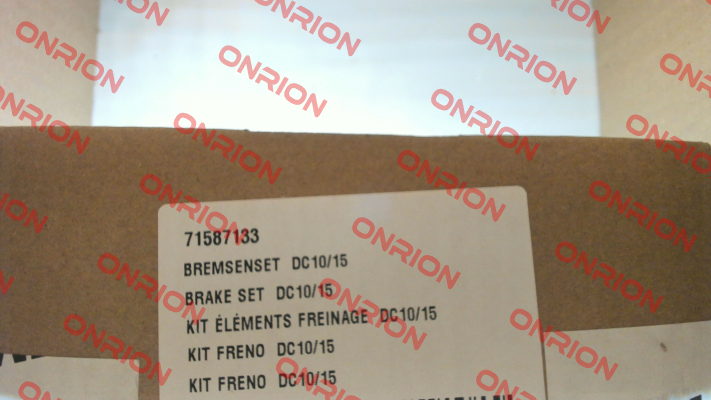 71587133
BREMSENSET DC10/15
BRAKE SET DC10/15
KIT ÉLÉMENTS FREINAGE DC10/15
KIT FRENO DC10/15
KIT FRENO DC10/15
ONRION